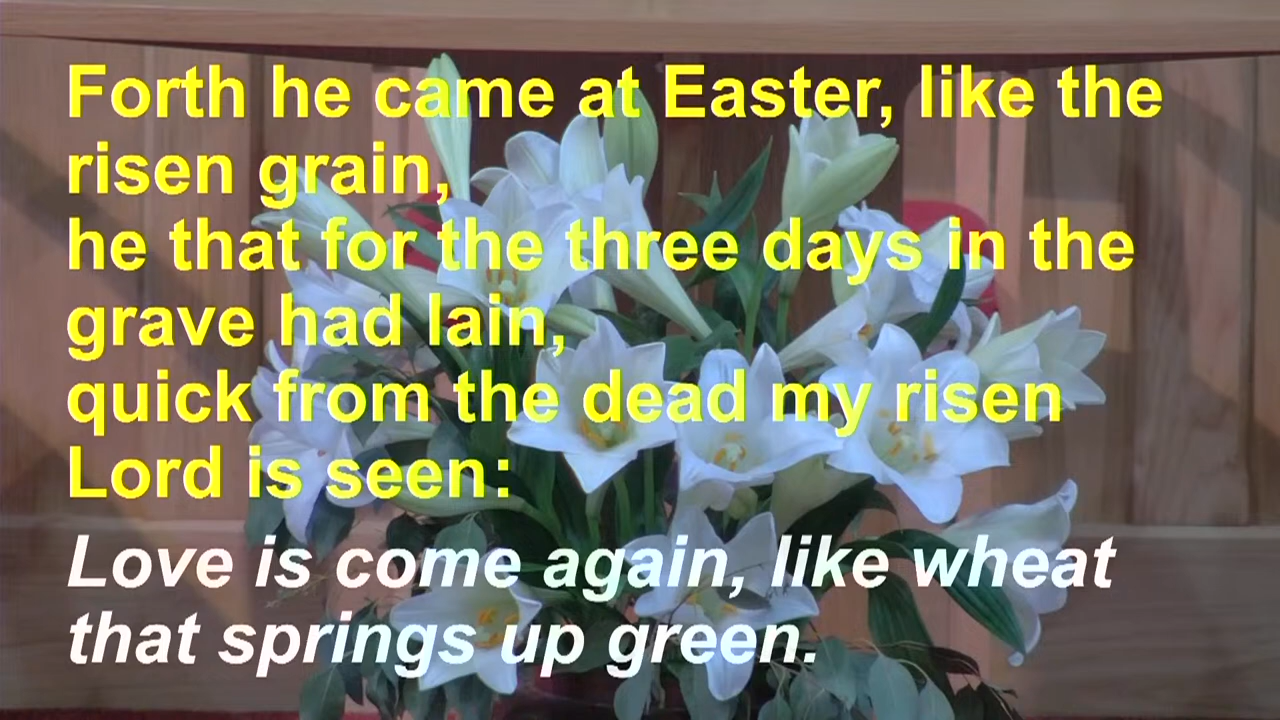 Forth he came at Easter, like the
risen grain,
he that for the three days in the
grave had lain,
quick from the dead my risen
Lord is seen:
Love is come again, like wheat
that springs up green.